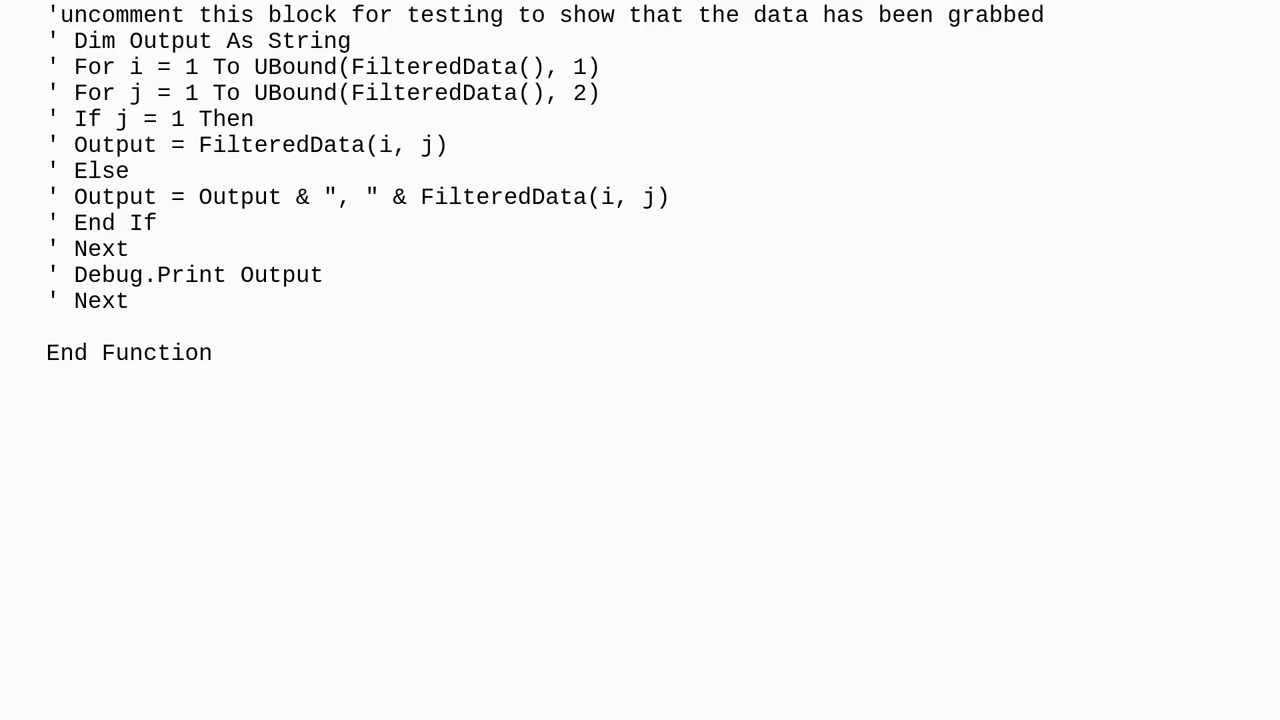 'uncomment this block for testing to show that the data has been grabbed
' Dim Output As String
' For i = 1 To UBound(FilteredData(), 1)
' For j = 1 To UBound(FilteredData(), 2)
' If j = 1 Then
' Output = FilteredData(i, j)
' Else
' Output = Output & ", " & FilteredData(i, j)
' End If
' Next
' Debug.Print Output
' Next

End Function